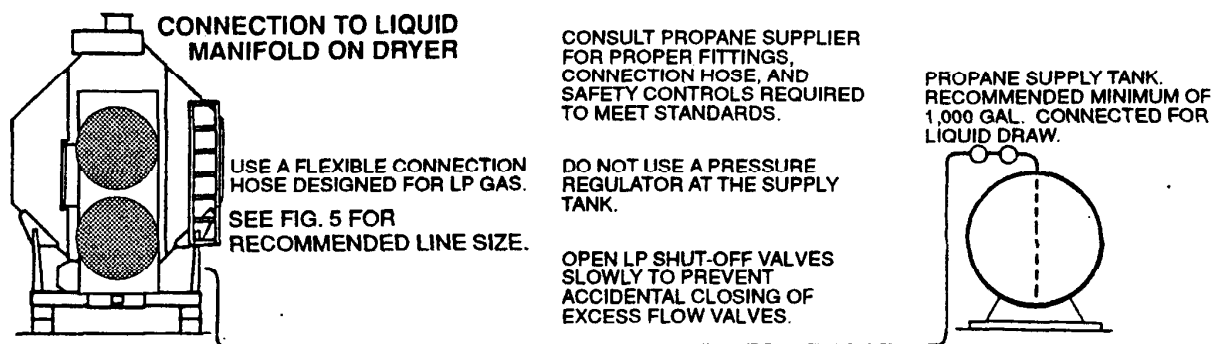 CONNECTION TO LIQUID
MANIFOLD ON DRYER
USE A FLEXIBLE CONNECTION
HOSE DESIGNED FOR LP GAS.
SEE FIG. 5 FOR
RECOMMENDED LINE SIZE.
CONSULT PROPANE SUPPLIER
FOR PROPER FITTINGS,
CONNECTION HOSE, AND
SAFETY CONTROLS REQUIRED
TO MEET STANDARDS.
DO NOT USE A PRESSURE
REGULATOR AT THE SUPPLY
TANK.
OPEN LP SHUT-OFF VALVES
SLOWLY TO PREVENT
ACCIDENTAL CLOSING OF
EXCESS FLOW VALVES.
PROPANE SUPPLY TANK.
RECOMMENDED MINIMUM OF
1,000 GAL. CONNECTED FOR
LIQUID DRAW.